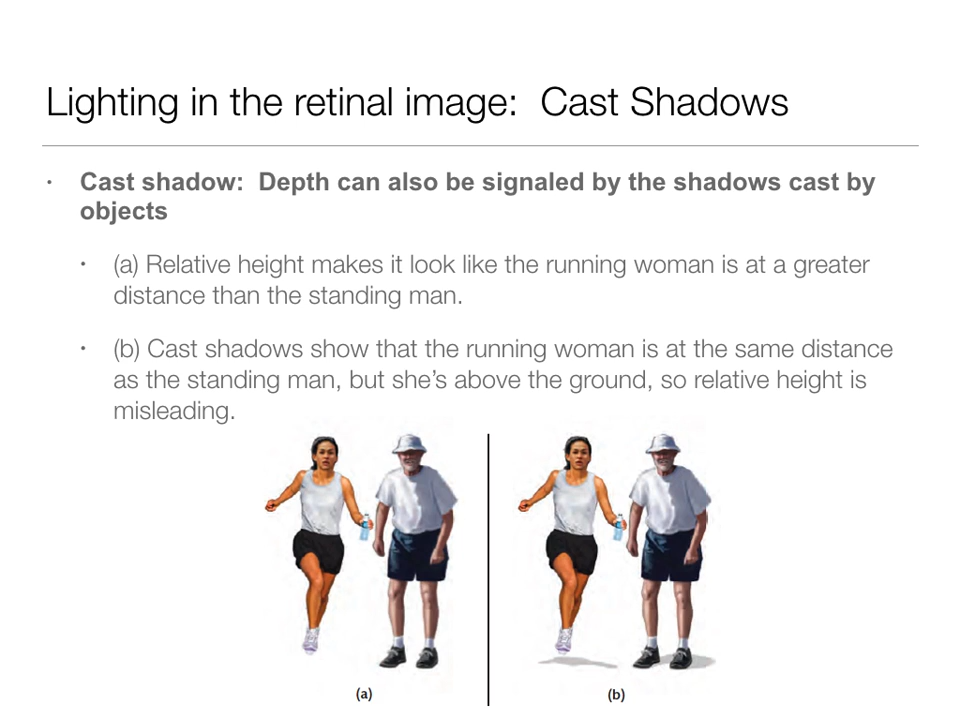 Lighting in the retinal image:  Cast Shadows
• Cast shadow:  Depth can also be signaled by the shadows cast by
objects
• (a) Relative height makes it look like the running woman is at a greater
distance than the standing man.
• (b) Cast shadows show that the running woman is at the same distance
as the standing man, but she’s above the ground, so relative height is
misleading.
(a)
(b)